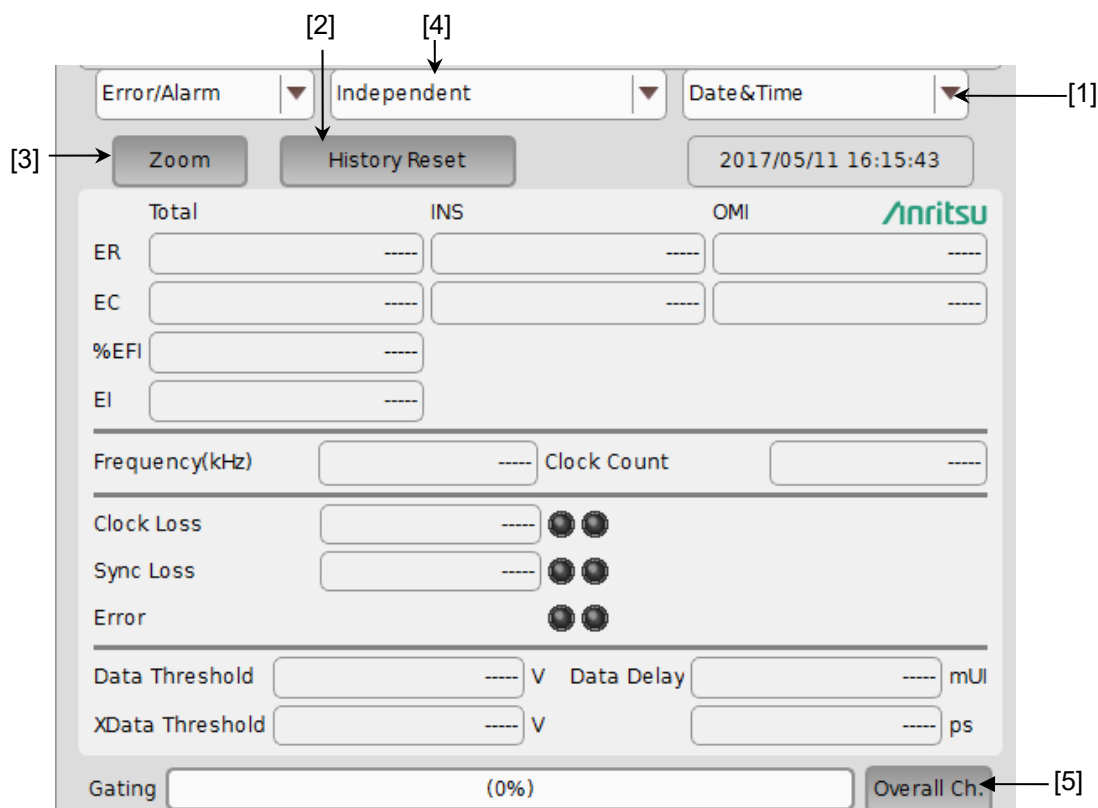 [2] [4]
Error/Alarm Independent Date&Time [1]
[3] Zoom History Reset 2017/05/11 16:15:43
Total INS OMI Anritsu
ER ----- ----- -----
EC ----- ----- -----
%EFI -----
EI -----
Frequency(kHz) ----- Clock Count -----
Clock Loss -----
Sync Loss -----
Error
Data Threshold ----- V Data Delay ----- mUI
XData Threshold ----- V ----- ps
Gating (0%) Overall Ch. [5]